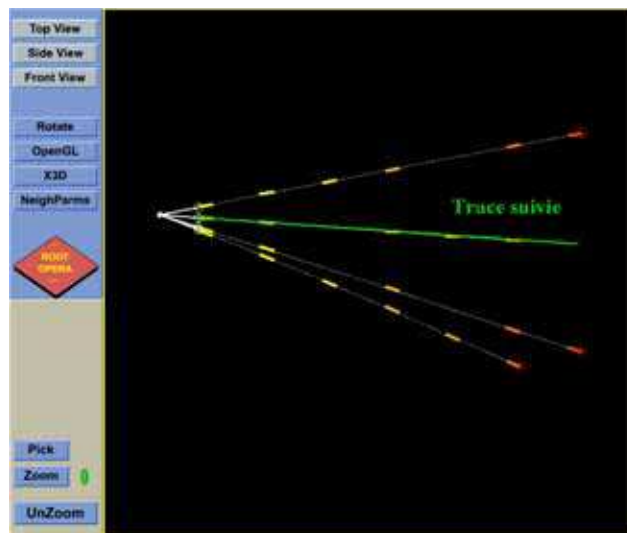 Top View
Side View
Front View
Rotate
OpenGL
X3D
NeighParms
ROOT
OPERA
Trace suivie
Pick
Zoom
UnZoom